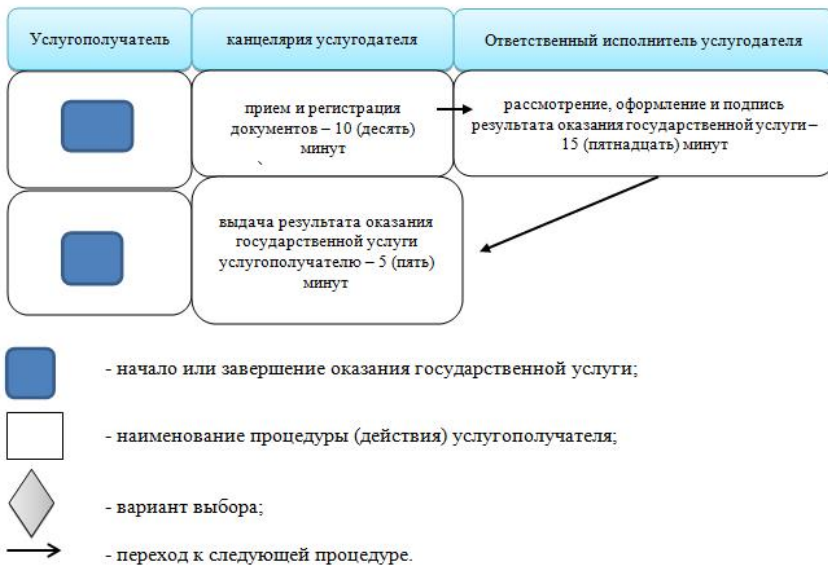 Услугополучатель
канцелярия услугодателя
Ответственный исполнитель услугодателя
прием и регистрация
документов – 10 (десять)
минут
рассмотрение, оформление и подпись
результата оказания государственной услуги –
15 (пятнадцать) минут
выдача результата оказания
государственной услуги
услугополучателю – 5 (пять)
минут
- начало или завершение оказания государственной услуги;
- наименование процедуры (действия) услугополучателя;
- вариант выбора;
- переход к следующей процедуре.